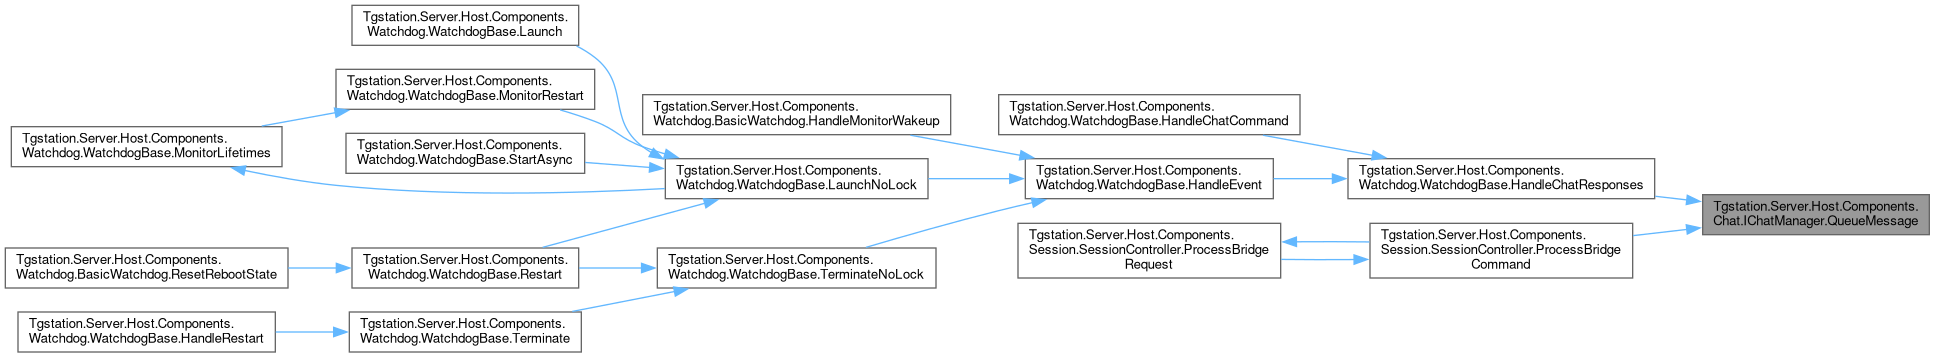 Tgstation.Server.Host.Components.
Watchdog.WatchdogBase.Launch
Tgstation.Server.Host.Components.
Watchdog.WatchdogBase.MonitorRestart
Tgstation.Server.Host.Components.
Watchdog.WatchdogBase.MonitorLifetimes
Tgstation.Server.Host.Components.
Watchdog.WatchdogBase.StartAsync
Tgstation.Server.Host.Components.
Watchdog.BasicWatchdog.HandleMonitorWakeup
Tgstation.Server.Host.Components.
Watchdog.WatchdogBase.HandleChatCommand
Tgstation.Server.Host.Components.
Watchdog.WatchdogBase.LaunchNoLock
Tgstation.Server.Host.Components.
Watchdog.WatchdogBase.HandleEvent
Tgstation.Server.Host.Components.
Watchdog.WatchdogBase.HandleChatResponses
Tgstation.Server.Host.Components.
Chat.IChatManager.QueueMessage
Tgstation.Server.Host.Components.
Session.SessionController.ProcessBridge
Request
Tgstation.Server.Host.Components.
Session.SessionController.ProcessBridge
Command
Tgstation.Server.Host.Components.
Watchdog.BasicWatchdog.ResetRebootState
Tgstation.Server.Host.Components.
Watchdog.WatchdogBase.Restart
Tgstation.Server.Host.Components.
Watchdog.WatchdogBase.TerminateNoLock
Tgstation.Server.Host.Components.
Watchdog.WatchdogBase.HandleRestart
Tgstation.Server.Host.Components.
Watchdog.WatchdogBase.Terminate